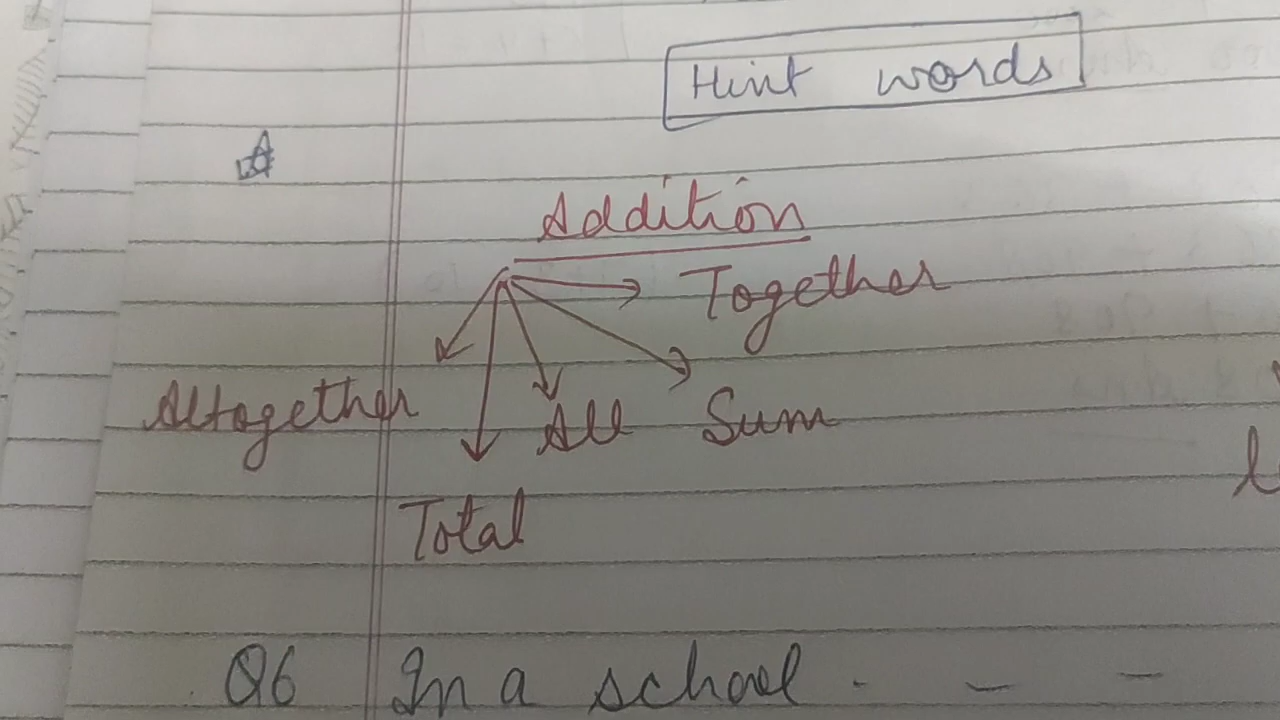 Hint words
Addition
Together
Altogether All Sum
Total
Q6 In a school - - -